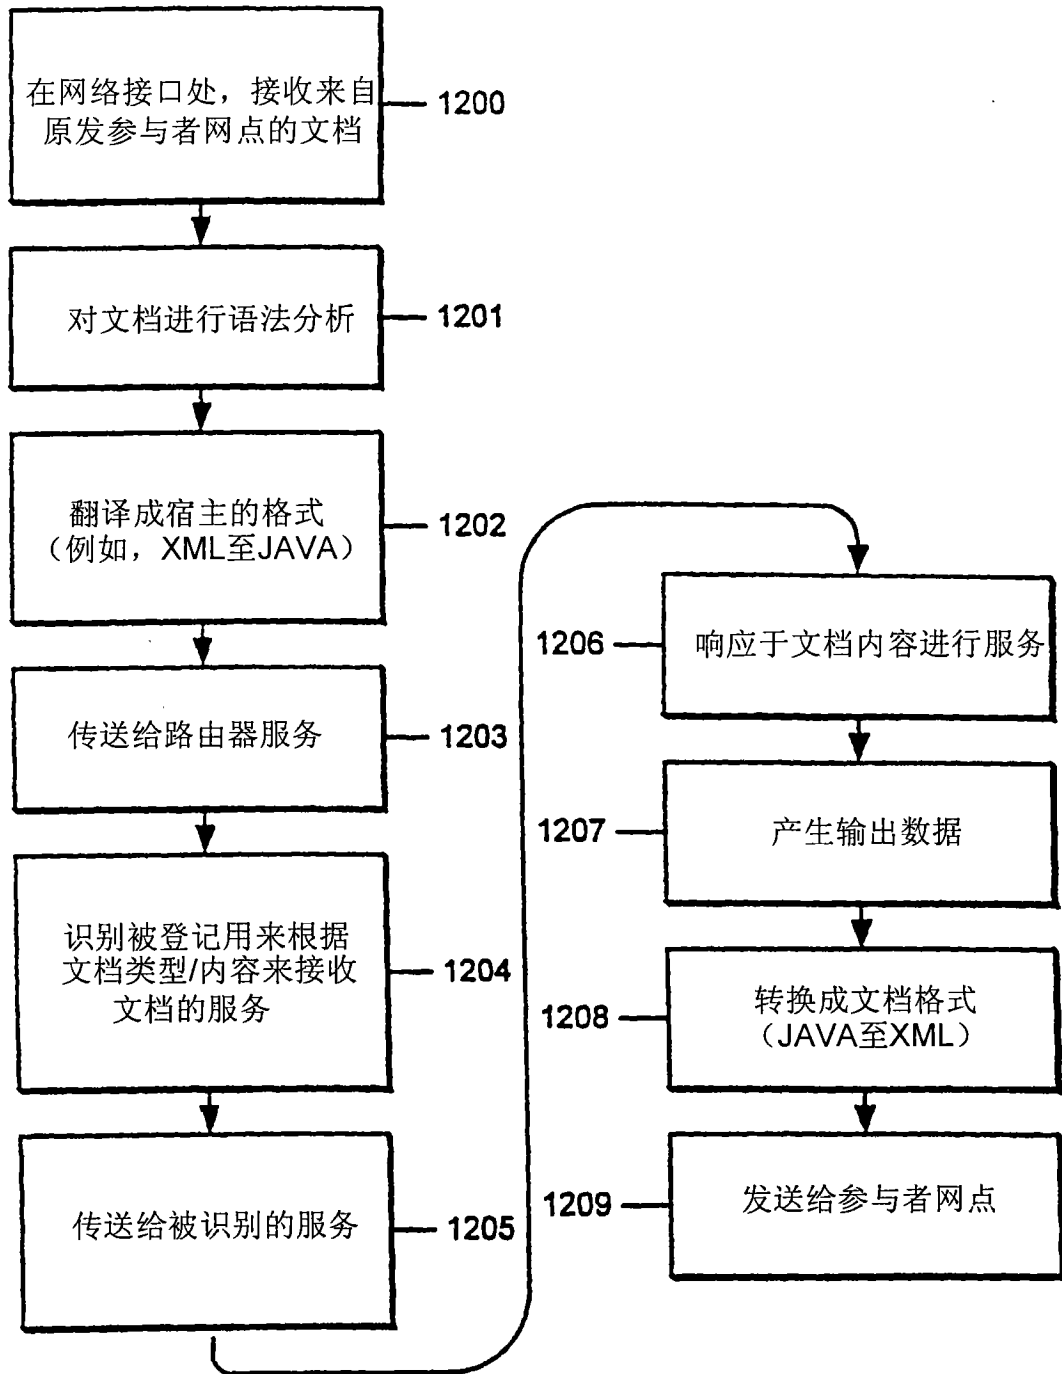 在网络接口处，接收来自
原发参与者网点的文档
1200
对文档进行语法分析
1201
翻译成宿主的格式
（例如，XML至JAVA）
1202
传送给路由器服务
1203
识别被登记用来根据
文档类型/内容来接收
文档的服务
1204
传送给被识别的服务
1205
响应于文档内容进行服务
1206
产生输出数据
1207
转换成文档格式
（JAVA至XML）
1208
发送给参与者网点
1209